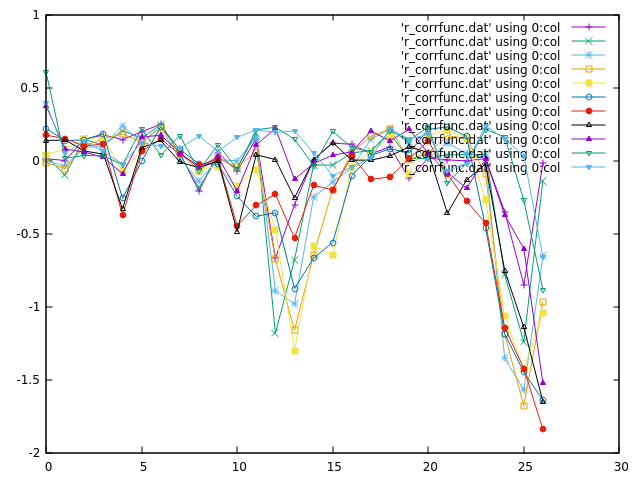 1
0.5
0
-0.5
-1
-1.5
-2
0
5
10
15
20
25
30
'r_corrfunc.dat' using 0:col
'r_corrfunc.dat' using 0:col
'r_corrfunc.dat' using 0:col
'r_corrfunc.dat' using 0:col
'r_corrfunc.dat' using 0:col
'r_corrfunc.dat' using 0:col
'r_corrfunc.dat' using 0:col
'r_corrfunc.dat' using 0:col
'r_corrfunc.dat' using 0:col
'r_corrfunc.dat' using 0:col
'r_corrfunc.dat' using 0:col